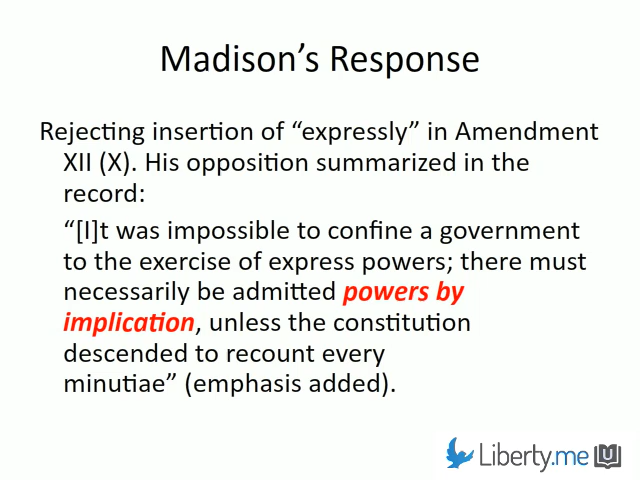 Madison’s Response
Rejecting insertion of “expressly” in Amendment
XII (X). His opposition summarized in the
record:
“[I]t was impossible to confine a government
to the exercise of express powers; there must
necessarily be admitted powers by
implication, unless the constitution
descended to recount every
minutiae” (emphasis added).
Liberty.me U